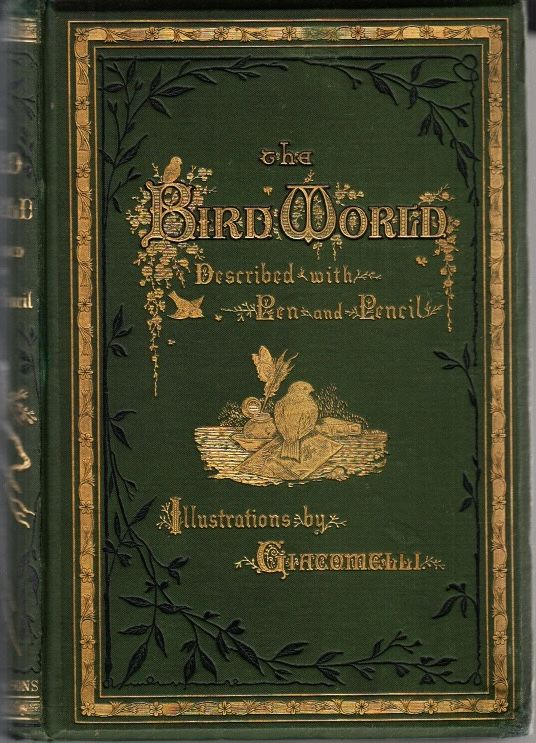 The
Bird World
Described with
Pen and Pencil
Illustrations by
Giacomelli